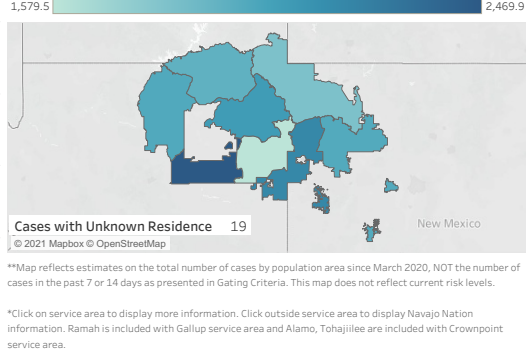 1,579.5 2,469.9
New Mexico
Cases with Unknown Residence 19
© 2021 Mapbox © OpenStreetMap
**Map reflects estimates on the total number of cases by population area since March 2020, NOT the number of
cases in the past 7 or 14 days as presented in Gating Criteria. This map does not reflect current risk levels.
*Click on service area to display more information. Click outside service area to display Navajo Nation
information. Ramah is included with Gallup service area and Alamo, Tohajiilee are included with Crownpoint
service area.